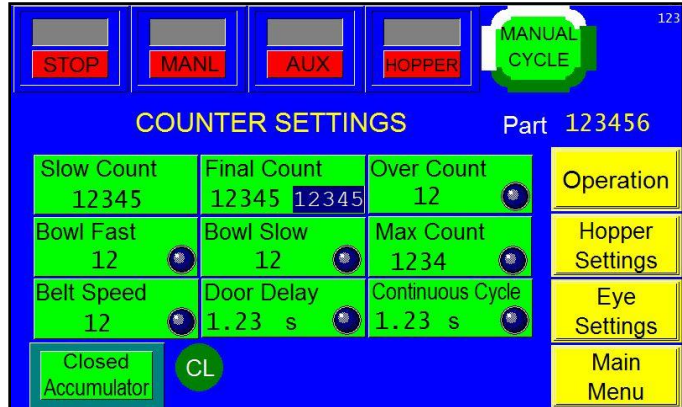 123
STOP MANL AUX HOPPER MANUAL
CYCLE
COUNTER SETTINGS Part 123456
Slow Count
12345
Final Count
12345 12345
Over Count
12
Operation
Bowl Fast
12
Bowl Slow
12
Max Count
1234
Hopper
Settings
Belt Speed
12
Door Delay
1.23 s
Continuous Cycle
1.23 s
Eye
Settings
Closed
Accumulator
CL
Main
Menu